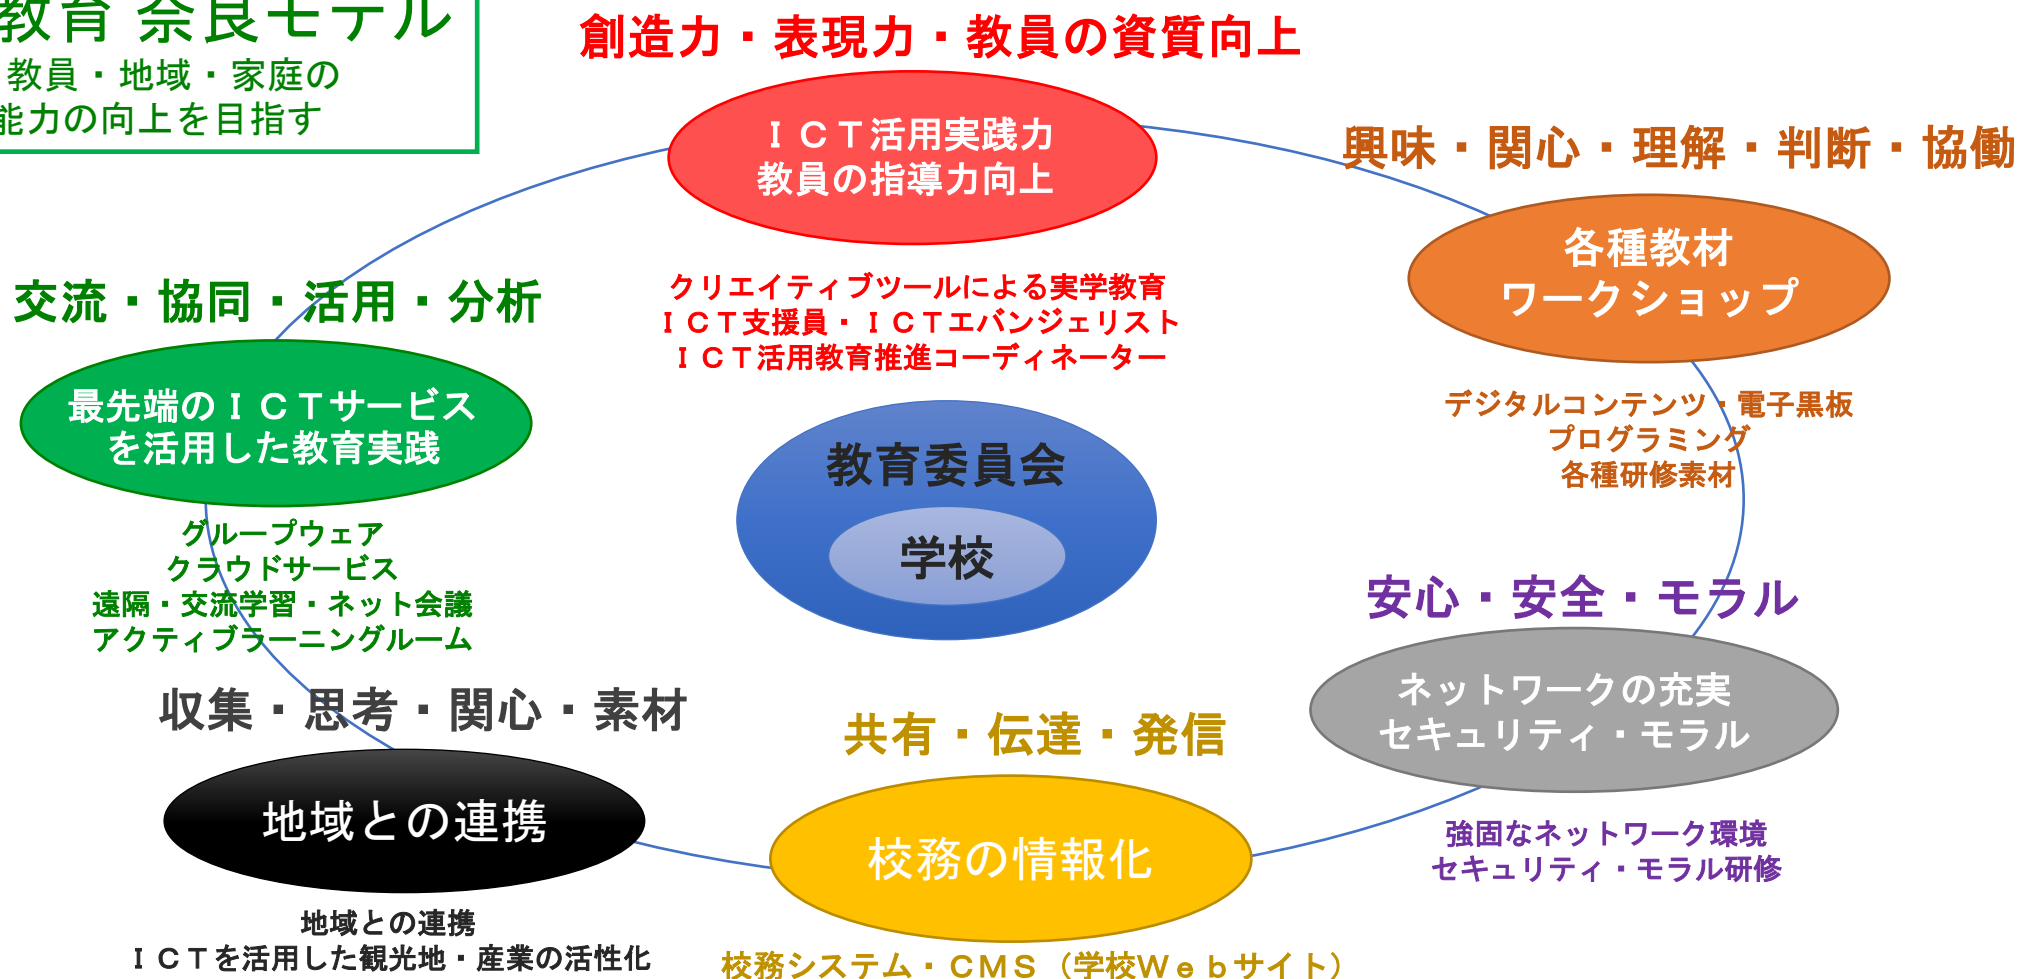 教育 奈良モデル
教員・地域・家庭の
能力の向上を目指す
創造力・表現力・教員の資質向上
ＩＣＴ活用実践力
教員の指導力向上
クリエイティブツールによる実学教育
ＩＣＴ支援員・ＩＣＴエバンジェリスト
ＩＣＴ活用教育推進コーディネーター
興味・関心・理解・判断・協働
各種教材
ワークショップ
デジタルコンテンツ・電子黒板
プログラミング
各種研修素材
交流・協同・活用・分析
最先端のＩＣＴサービス
を活用した教育実践
グループウェア
クラウドサービス
遠隔・交流学習・ネット会議
アクティブラーニングルーム
教育委員会
学校
安心・安全・モラル
ネットワークの充実
セキュリティ・モラル
強固なネットワーク環境
セキュリティ・モラル研修
収集・思考・関心・素材
地域との連携
地域との連携
ＩＣＴを活用した観光地・産業の活性化
共有・伝達・発信
校務の情報化
校務システム・ＣＭＳ（学校Ｗｅｂサイト）